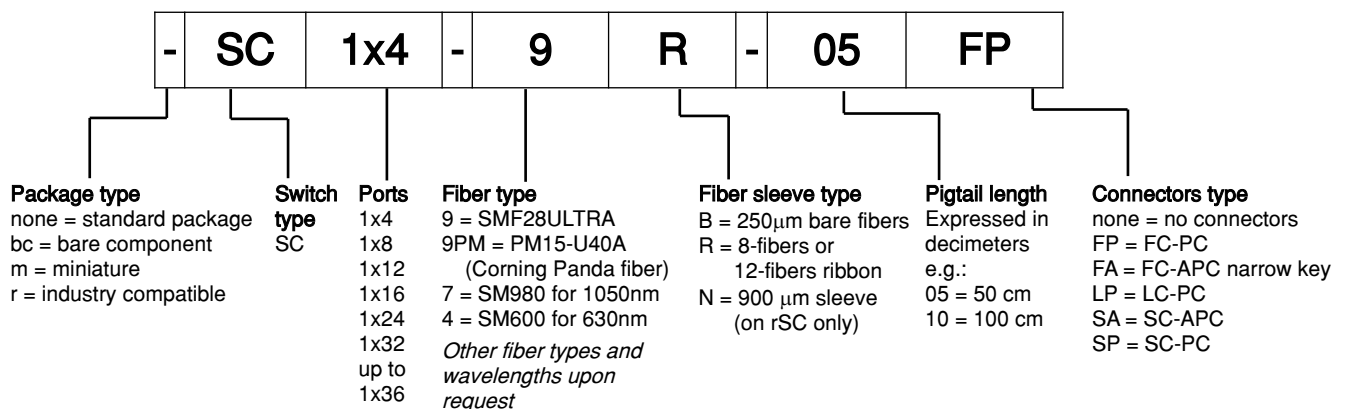 - SC 1x4 - 9 R - 05 FP
Package type
none = standard package
bc = bare component
m = miniature
r = industry compatible
Switch
type
SC
Ports
1x4
1x8
1x12
1x16
1x24
1x32
up to
1x36
Fiber type
9 = SMF28ULTRA
9PM = PM15-U40A
(Corning Panda fiber)
7 = SM980 for 1050nm
4 = SM600 for 630nm
Other fiber types and
wavelengths upon
request
Fiber sleeve type
B = 250μm bare fibers
R = 8-fibers or
12-fibers ribbon
N = 900 μm sleeve
(on rSC only)
Pigtail length
Expressed in
decimeters
e.g.:
05 = 50 cm
10 = 100 cm
Connectors type
none = no connectors
FP = FC-PC
FA = FC-APC narrow key
LP = LC-PC
SA = SC-APC
SP = SC-PC